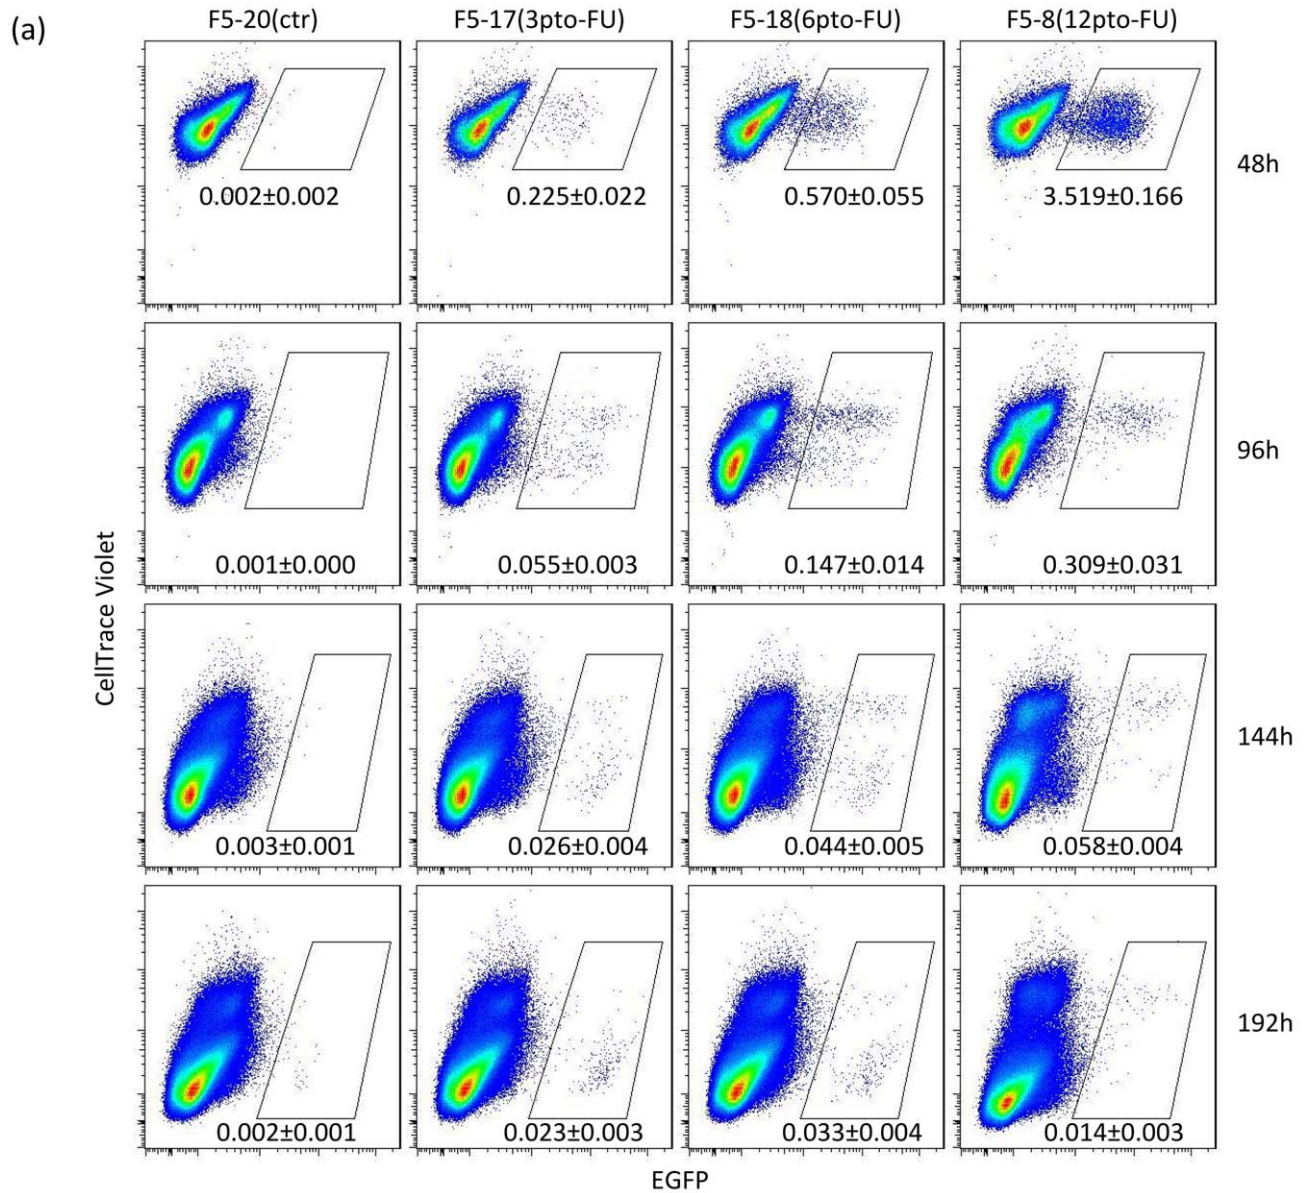 (a)
F5-20(ctr) F5-17(3pto-FU) F5-18(6pto-FU) F5-8(12pto-FU)
0.002±0.002 0.225±0.022 0.570±0.055 3.519±0.166 48h
0.001±0.000 0.055±0.003 0.147±0.014 0.309±0.031 96h
CellTrace Violet
0.003±0.001 0.026±0.004 0.044±0.005 0.058±0.004 144h
0.002±0.001 0.023±0.003 0.033±0.004 0.014±0.003 192h
EGFP